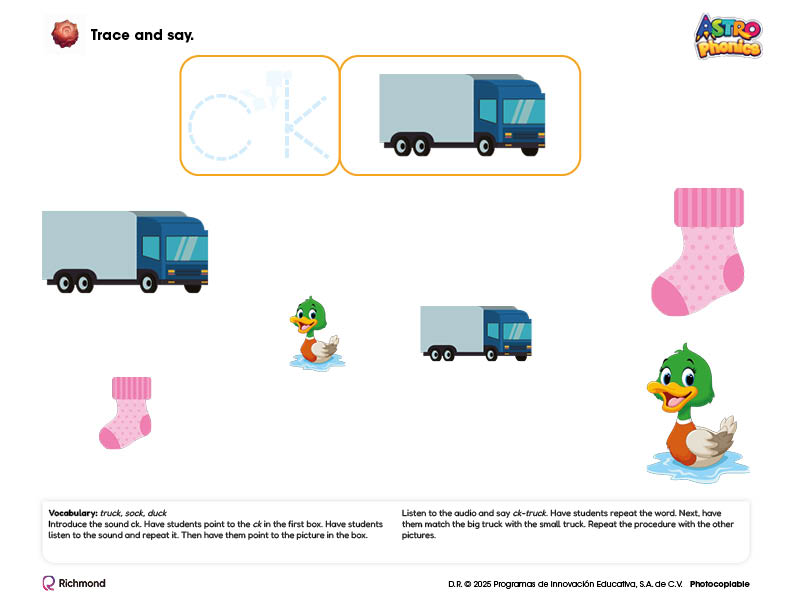 Trace and say.
ASTRO
Phonics
ck
Vocabulary: truck, sock, duck
Introduce the sound ck. Have students point to the ck in the first box. Have students
listen to the sound and repeat it. Then have them point to the picture in the box.
Listen to the audio and say ck-truck. Have students repeat the word. Next, have
them match the big truck with the small truck. Repeat the procedure with the other
pictures.
Richmond
D.R. © 2025 Programas de Innovación Educativa, S.A. de C.V. Photocopiable